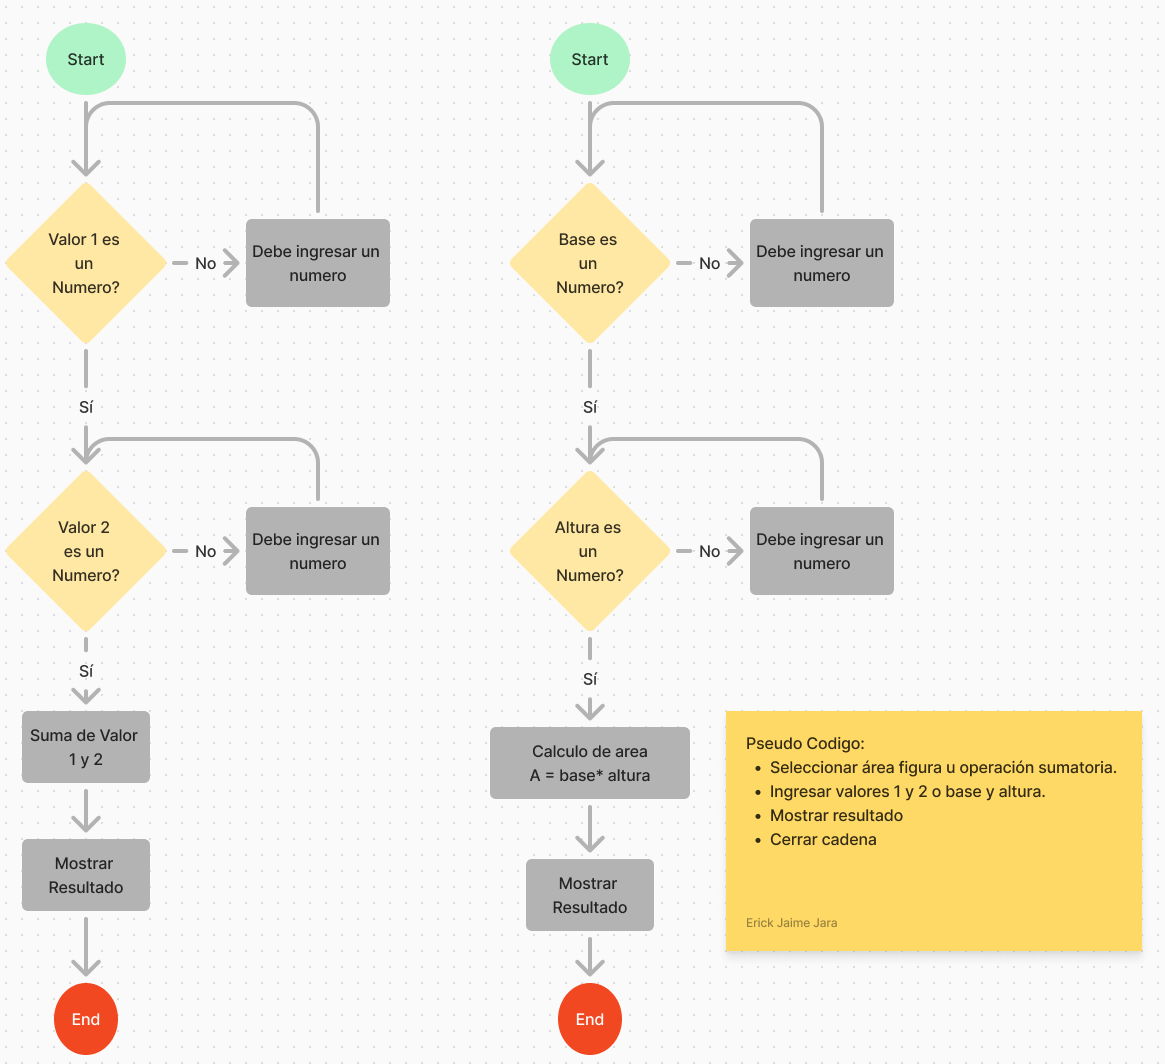 Start
Valor 1 es
un
Numero?
No
Debe ingresar un
numero
Sí
Valor 2
es un
Numero?
No
Debe ingresar un
numero
Sí
Suma de Valor
1 y 2
Mostrar
Resultado
End
Start
Base es
un
Numero?
No
Debe ingresar un
numero
Sí
Altura es
un
Numero?
No
Debe ingresar un
numero
Sí
Calculo de area
A = base* altura
Mostrar
Resultado
End
Pseudo Codigo:
• Seleccionar área figura u operación sumatoria.
• Ingresar valores 1 y 2 o base y altura.
• Mostrar resultado
• Cerrar cadena
Erick Jaime Jara